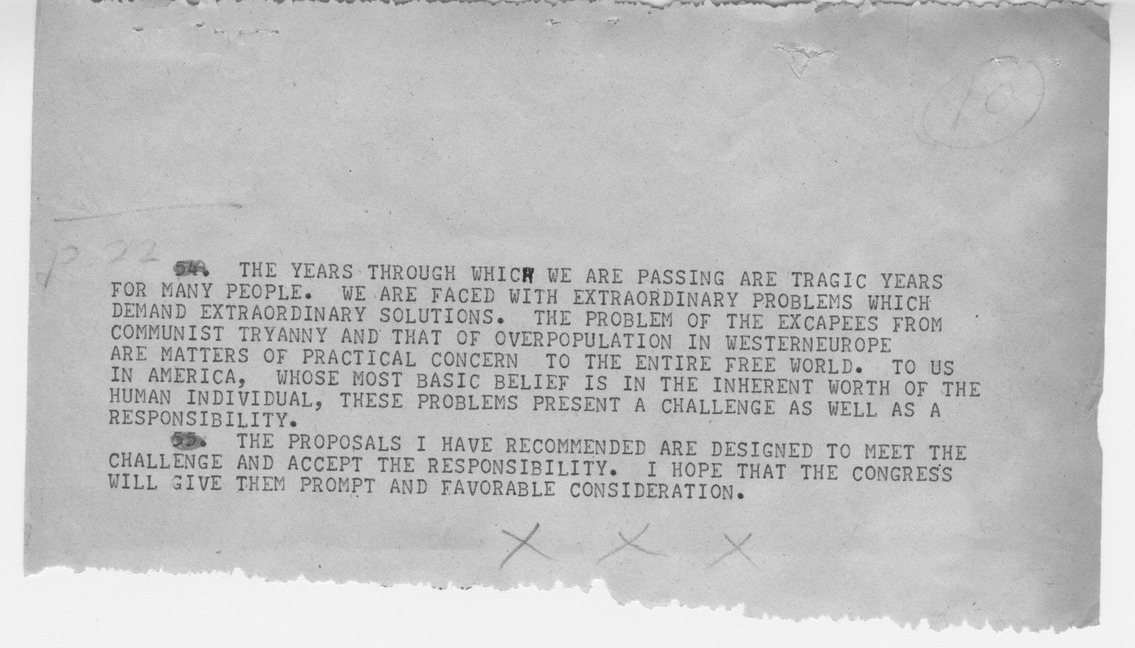 10
p. 22
54. THE YEARS THROUGH WHICH WE ARE PASSING ARE TRAGIC YEARS
FOR MANY PEOPLE. WE ARE FACED WITH EXTRAORDINARY PROBLEMS WHICH
DEMAND EXTRAORDINARY SOLUTIONS. THE PROBLEM OF THE EXCAPEES FROM
COMMUNIST TRYANNY AND THAT OF OVERPOPULATION IN WESTERNEUROPE
ARE MATTERS OF PRACTICAL CONCERN TO THE ENTIRE FREE WORLD. TO US
IN AMERICA, WHOSE MOST BASIC BELIEF IS IN THE INHERENT WORTH OF THE
HUMAN INDIVIDUAL, THESE PROBLEMS PRESENT A CHALLENGE AS WELL AS A
RESPONSIBILITY.
55. THE PROPOSALS I HAVE RECOMMENDED ARE DESIGNED TO MEET THE
CHALLENGE AND ACCEPT THE RESPONSIBILITY. I HOPE THAT THE CONGRESS
WILL GIVE THEM PROMPT AND FAVORABLE CONSIDERATION.
X X X